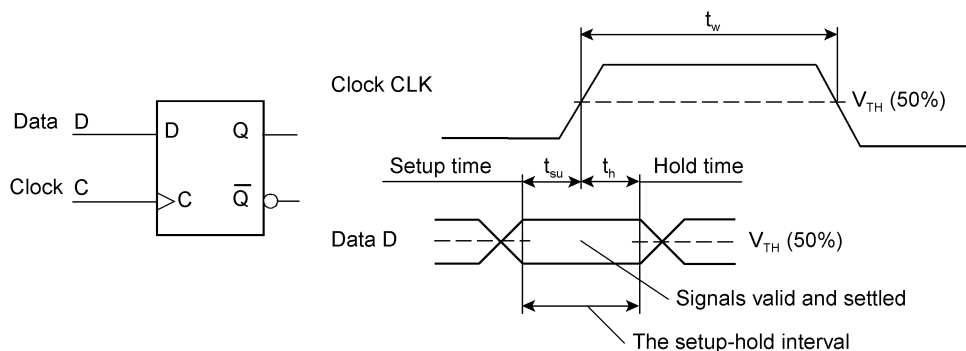 Data D
Clock C
D Q
C Q̅
t_w
Clock CLK
V_TH (50%)
Setup time t_su t_h Hold time
Data D
V_TH (50%)
Signals valid and settled
The setup-hold interval